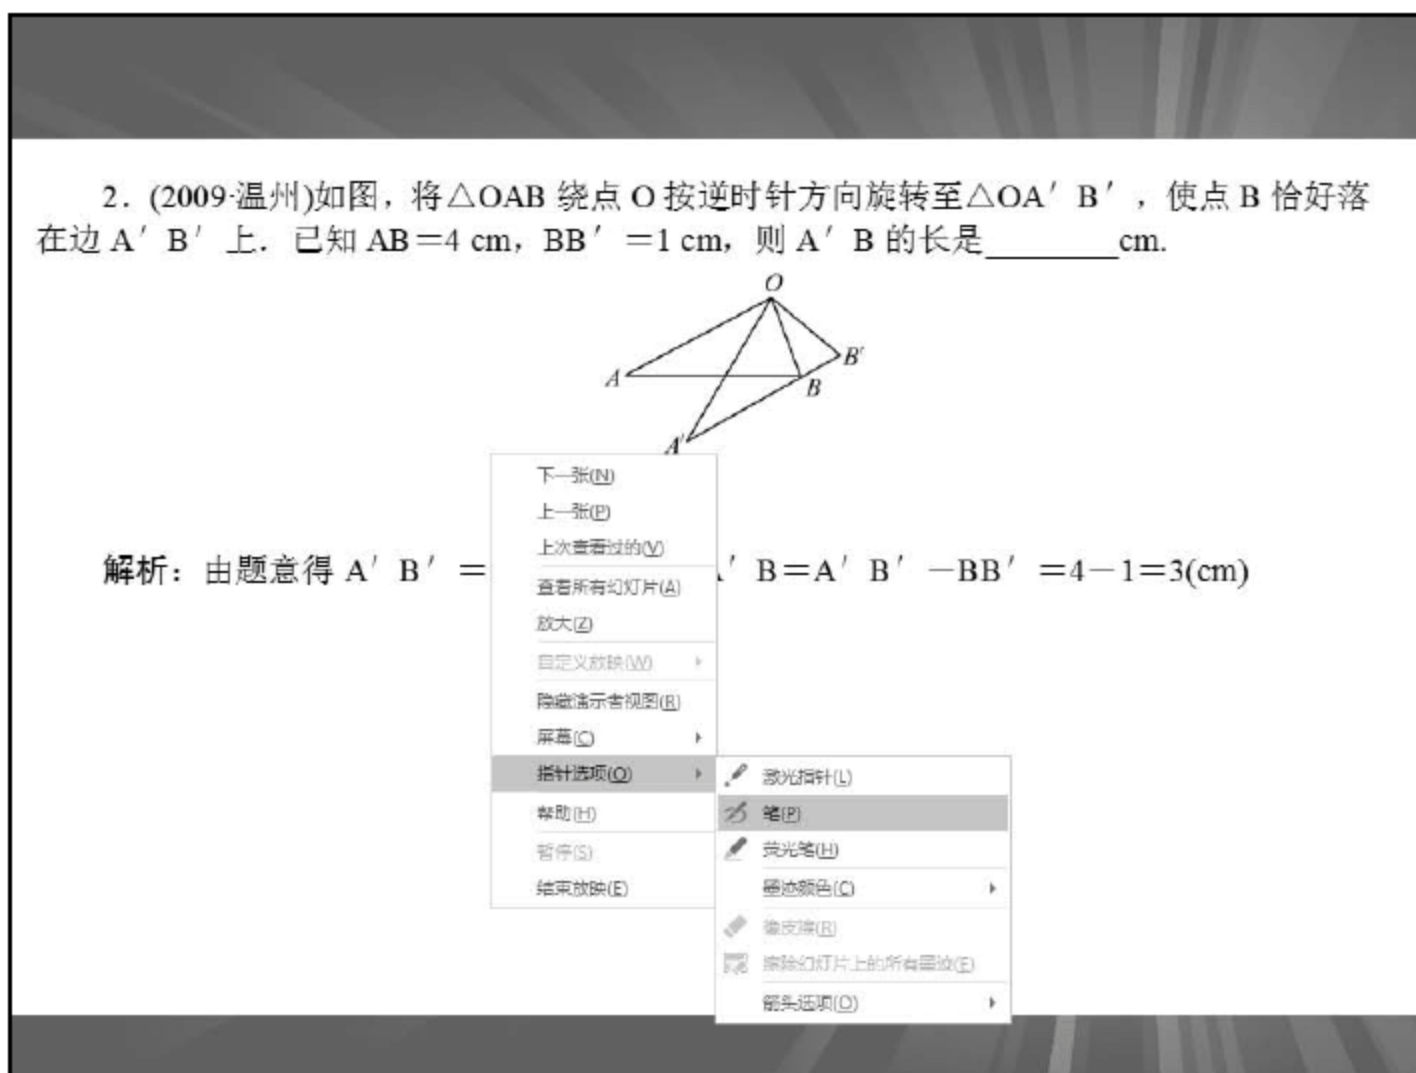 2．(2009·温州)如图，将△OAB 绕点 O 按逆时针方向旋转至△OA′B′，使点 B 恰好落
在边 A′B′上．已知 AB＝4 cm，BB′＝1 cm，则 A′B 的长是________cm.
O
B′
A
B
A′
下一张(N)
上一张(P)
上次查看过的(V)
解析：由题意得 A′B′＝ ′B＝A′B′－BB′＝4－1＝3(cm)
查看所有幻灯片(A)
放大(Z)
自定义放映(W)
隐藏演示者视图(R)
屏幕(C)
指针选项(O)
帮助(H)
暂停(S)
结束放映(E)
激光指针(L)
笔(P)
荧光笔(H)
墨迹颜色(C)
橡皮擦(R)
擦除幻灯片上的所有墨迹(E)
箭头选项(O)